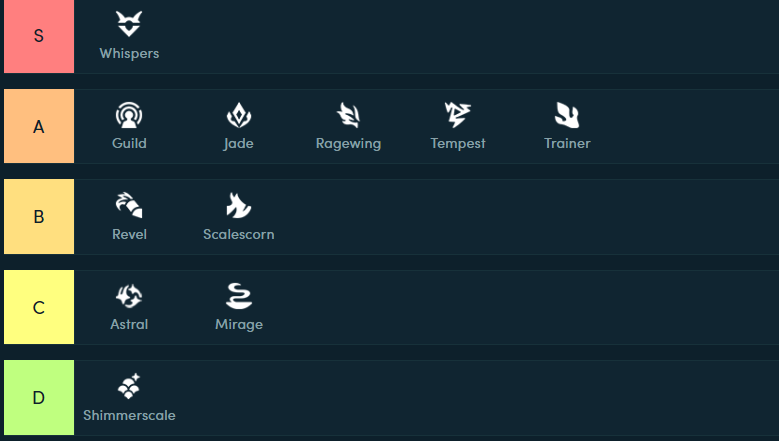 S
Whispers
A
Guild Jade Ragewing Tempest Trainer
B
Revel Scalescorn
C
Astral Mirage
D
Shimmerscale